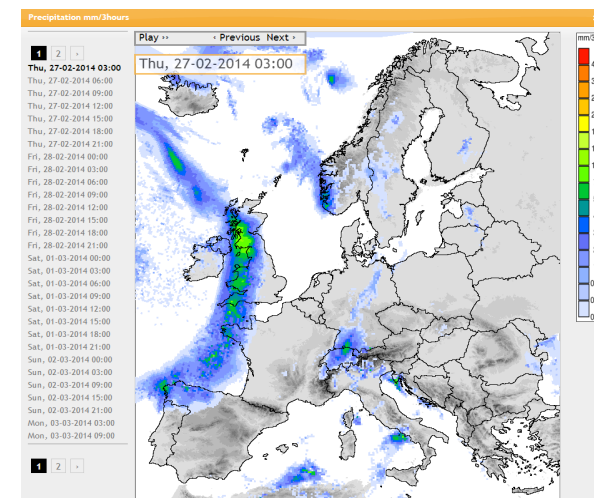 Precipitation mm/3hours
Play ›› ‹ Previous Next ›
Thu, 27-02-2014 03:00
mm/3
1 2 ›
Thu, 27-02-2014 03:00
Thu, 27-02-2014 06:00
Thu, 27-02-2014 09:00
Thu, 27-02-2014 12:00
Thu, 27-02-2014 15:00
Thu, 27-02-2014 18:00
Thu, 27-02-2014 21:00
Fri, 28-02-2014 00:00
Fri, 28-02-2014 03:00
Fri, 28-02-2014 06:00
Fri, 28-02-2014 09:00
Fri, 28-02-2014 12:00
Fri, 28-02-2014 15:00
Fri, 28-02-2014 18:00
Fri, 28-02-2014 21:00
Sat, 01-03-2014 00:00
Sat, 01-03-2014 03:00
Sat, 01-03-2014 06:00
Sat, 01-03-2014 09:00
Sat, 01-03-2014 12:00
Sat, 01-03-2014 15:00
Sat, 01-03-2014 18:00
Sat, 01-03-2014 21:00
Sun, 02-03-2014 00:00
Sun, 02-03-2014 03:00
Sun, 02-03-2014 09:00
Sun, 02-03-2014 15:00
Sun, 02-03-2014 21:00
Mon, 03-03-2014 03:00
Mon, 03-03-2014 09:00
1 2 ›